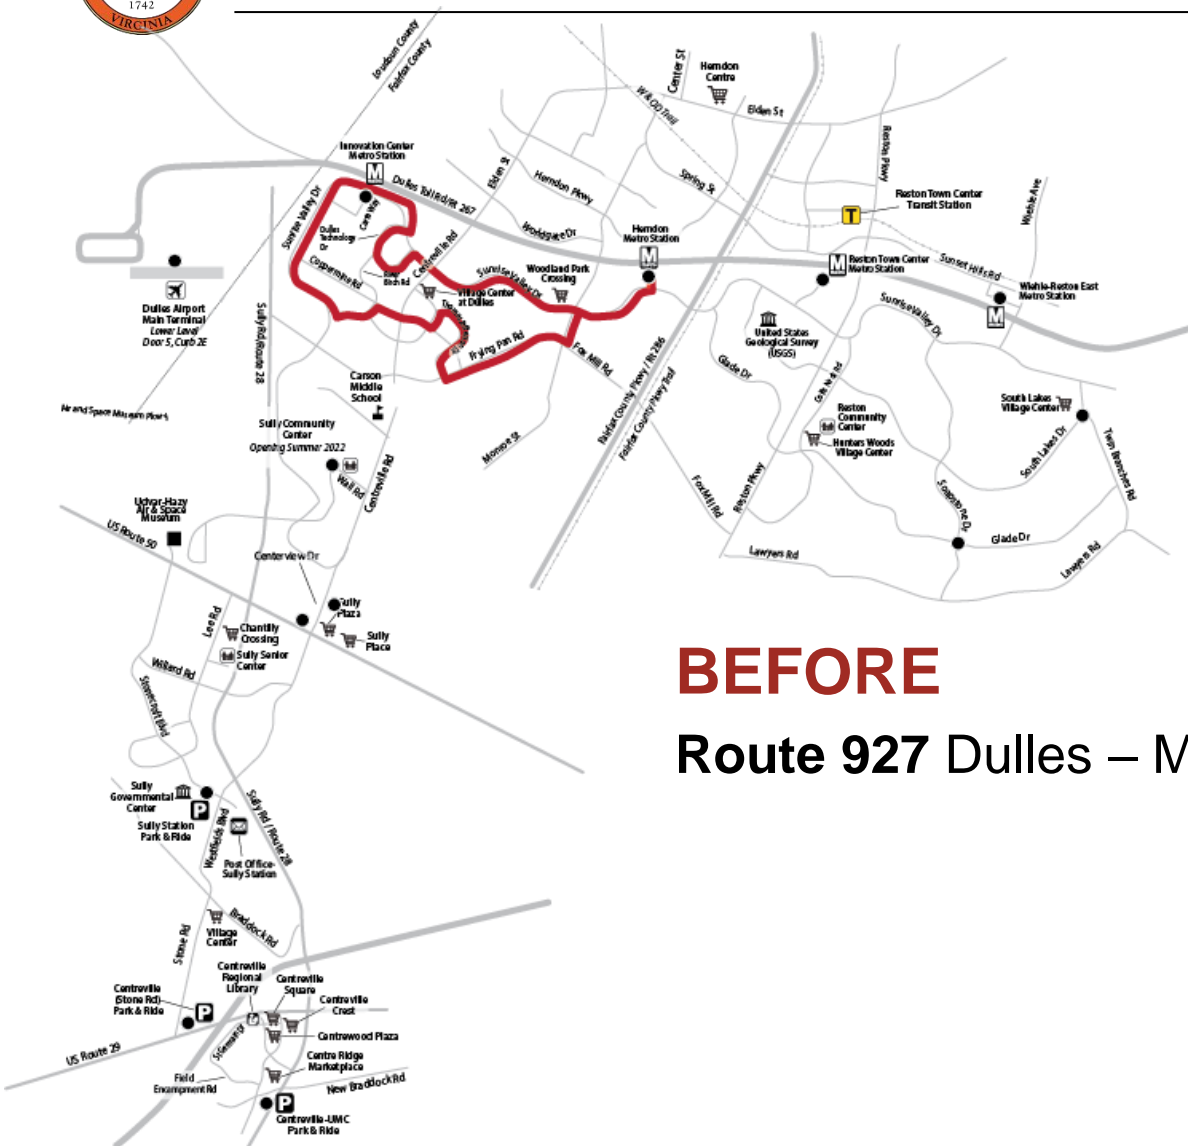 1742
VIRGINIA
Loudoun County
Fairfax County
Center St
Herndon
Centre
W & OD Trail
Elden St
Innovation Center
Metro Station
Elden St
Reston Pkwy
Dulles Toll Rd/Rt 267
Herndon Pkwy
Spring St
Reston Town Center
Transit Station
T
Wiehle Ave
Sunrise Valley Dr
Dulles
Technology
Dr
Centreville Rd
Worldgate Dr
Herndon
Metro Station
M
M
Reston Town Center
Metro Station
Sunset Hills Rd
Coppermine Rd
Birch Rd
Sunrise Valley Dr
Woodland Park
Crossing
Wiehle-Reston East
Metro Station
M
Village Center
at Dulles
Dulles Airport
Main Terminal
Lower Level
Door 5, Curb 2E
Sully Rd/Route 28
Sunrise Valley Dr
United States
Geological Survey
(USGS)
Frying Pan Rd
Fox Mill Rd
Glade Dr
Colts Neck Rd
Fairfax County Pkwy / Rt 286
Fairfax County Pkwy Trail
Carson
Middle
School
South Lakes
Village Center
Air and Space Museum Pkwy
Sully Community
Center
Opening Summer 2022
Reston
Community
Center
Hunters Woods
Village Center
Monroe St
South Lakes Dr
Twin Branches Rd
Wall Rd
Centreville Rd
Fox Mill Rd
Reston Pkwy
Soapstone Dr
Udvar-Hazy
Air & Space
Museum
US Route 50
Centerview Dr
Lawyers Rd
Glade Dr
Lawyers Rd
Lee Rd
Sully
Plaza
Chantilly
Crossing
Sully
Place
Sully Senior
Center
Willard Rd
Stonecroft Blvd
BEFORE
Route 927 Dulles – M
Sully
Governmental
Center
P
Sully Station
Park & Ride
Westfields Blvd
Sully Rd / Route 28
Post Office-
Sully Station
Village
Center
Braddock Rd
Stone Rd
Centreville
Regional
Library
Centreville
Square
Centreville
(Stone Rd)
Park & Ride
P
Centreville
Crest
Centrewood Plaza
St Germain Dr
US Route 29
Centre Ridge
Marketplace
Field
Encampment Rd
New Braddock Rd
P
Centreville-UMC
Park & Ride